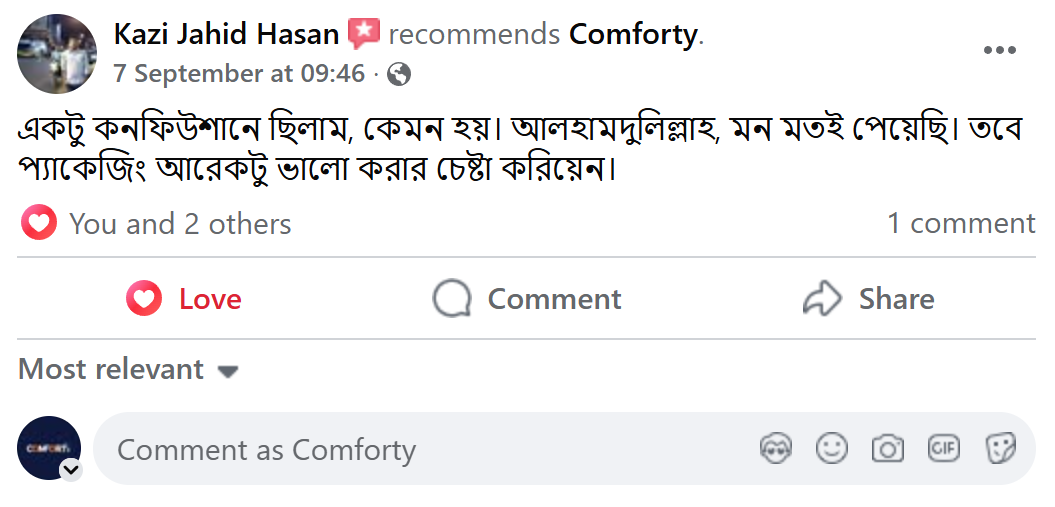 Kazi Jahid Hasan recommends Comforty.
7 September at 09:46 ·
একটু কনফিউশানে ছিলাম, কেমন হয়। আলহামদুলিল্লাহ, মন মতই পেয়েছি। তবে
প্যাকেজিং আরেকটু ভালো করার চেষ্টা করিয়েন।
You and 2 others 1 comment
Love Comment Share
Most relevant
COMFORTY
Comment as Comforty GIF